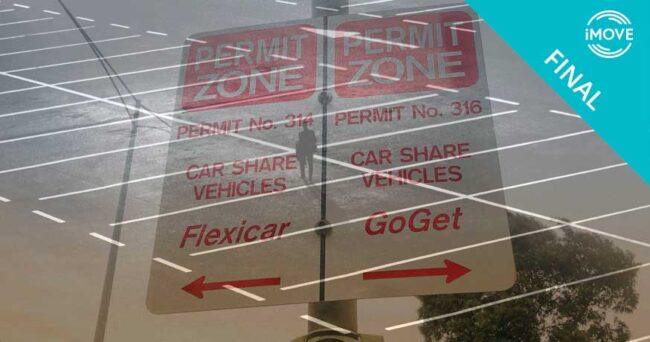 PERMIT
ZONE
PERMIT No. 314
CAR SHARE
VEHICLES
Flexicar
PERMIT
ZONE
PERMIT No. 316
CAR SHARE
VEHICLES
GoGet
iMOVE
FINAL